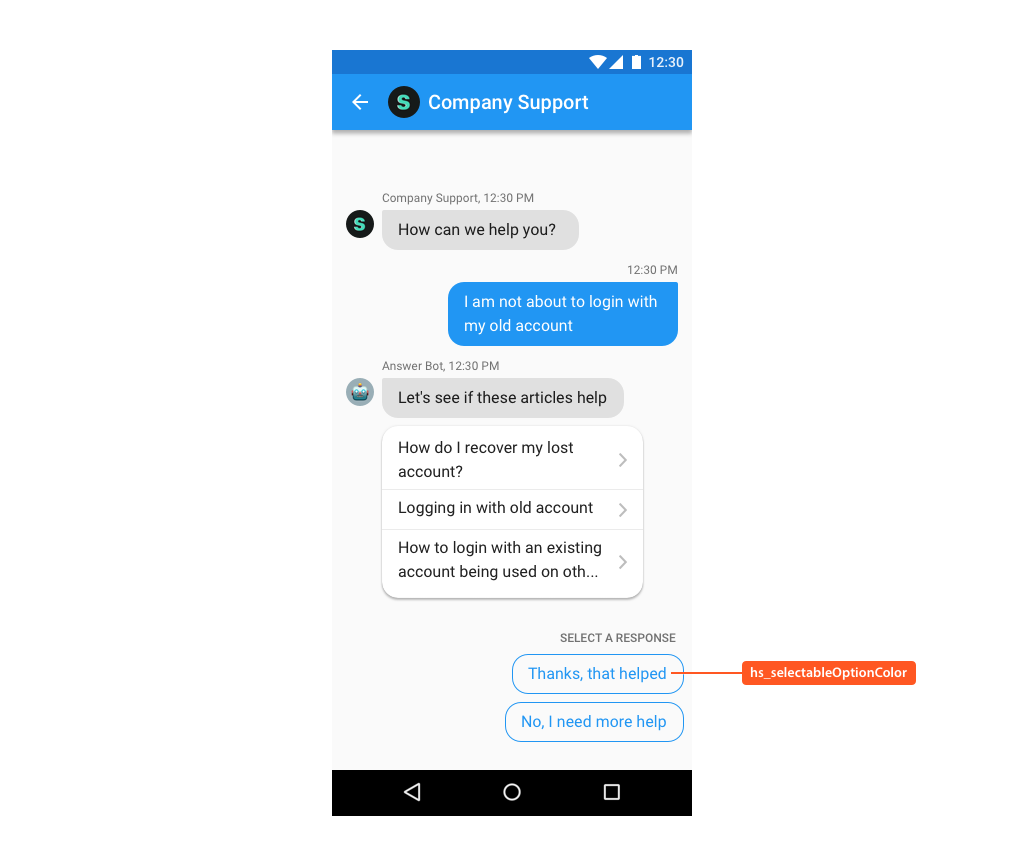 12:30
S Company Support
Company Support, 12:30 PM
S
How can we help you?
12:30 PM
I am not about to login with
my old account
Answer Bot, 12:30 PM
Let's see if these articles help
How do I recover my lost
account?
Logging in with old account
How to login with an existing
account being used on oth...
SELECT A RESPONSE
Thanks, that helped
hs_selectableOptionColor
No, I need more help